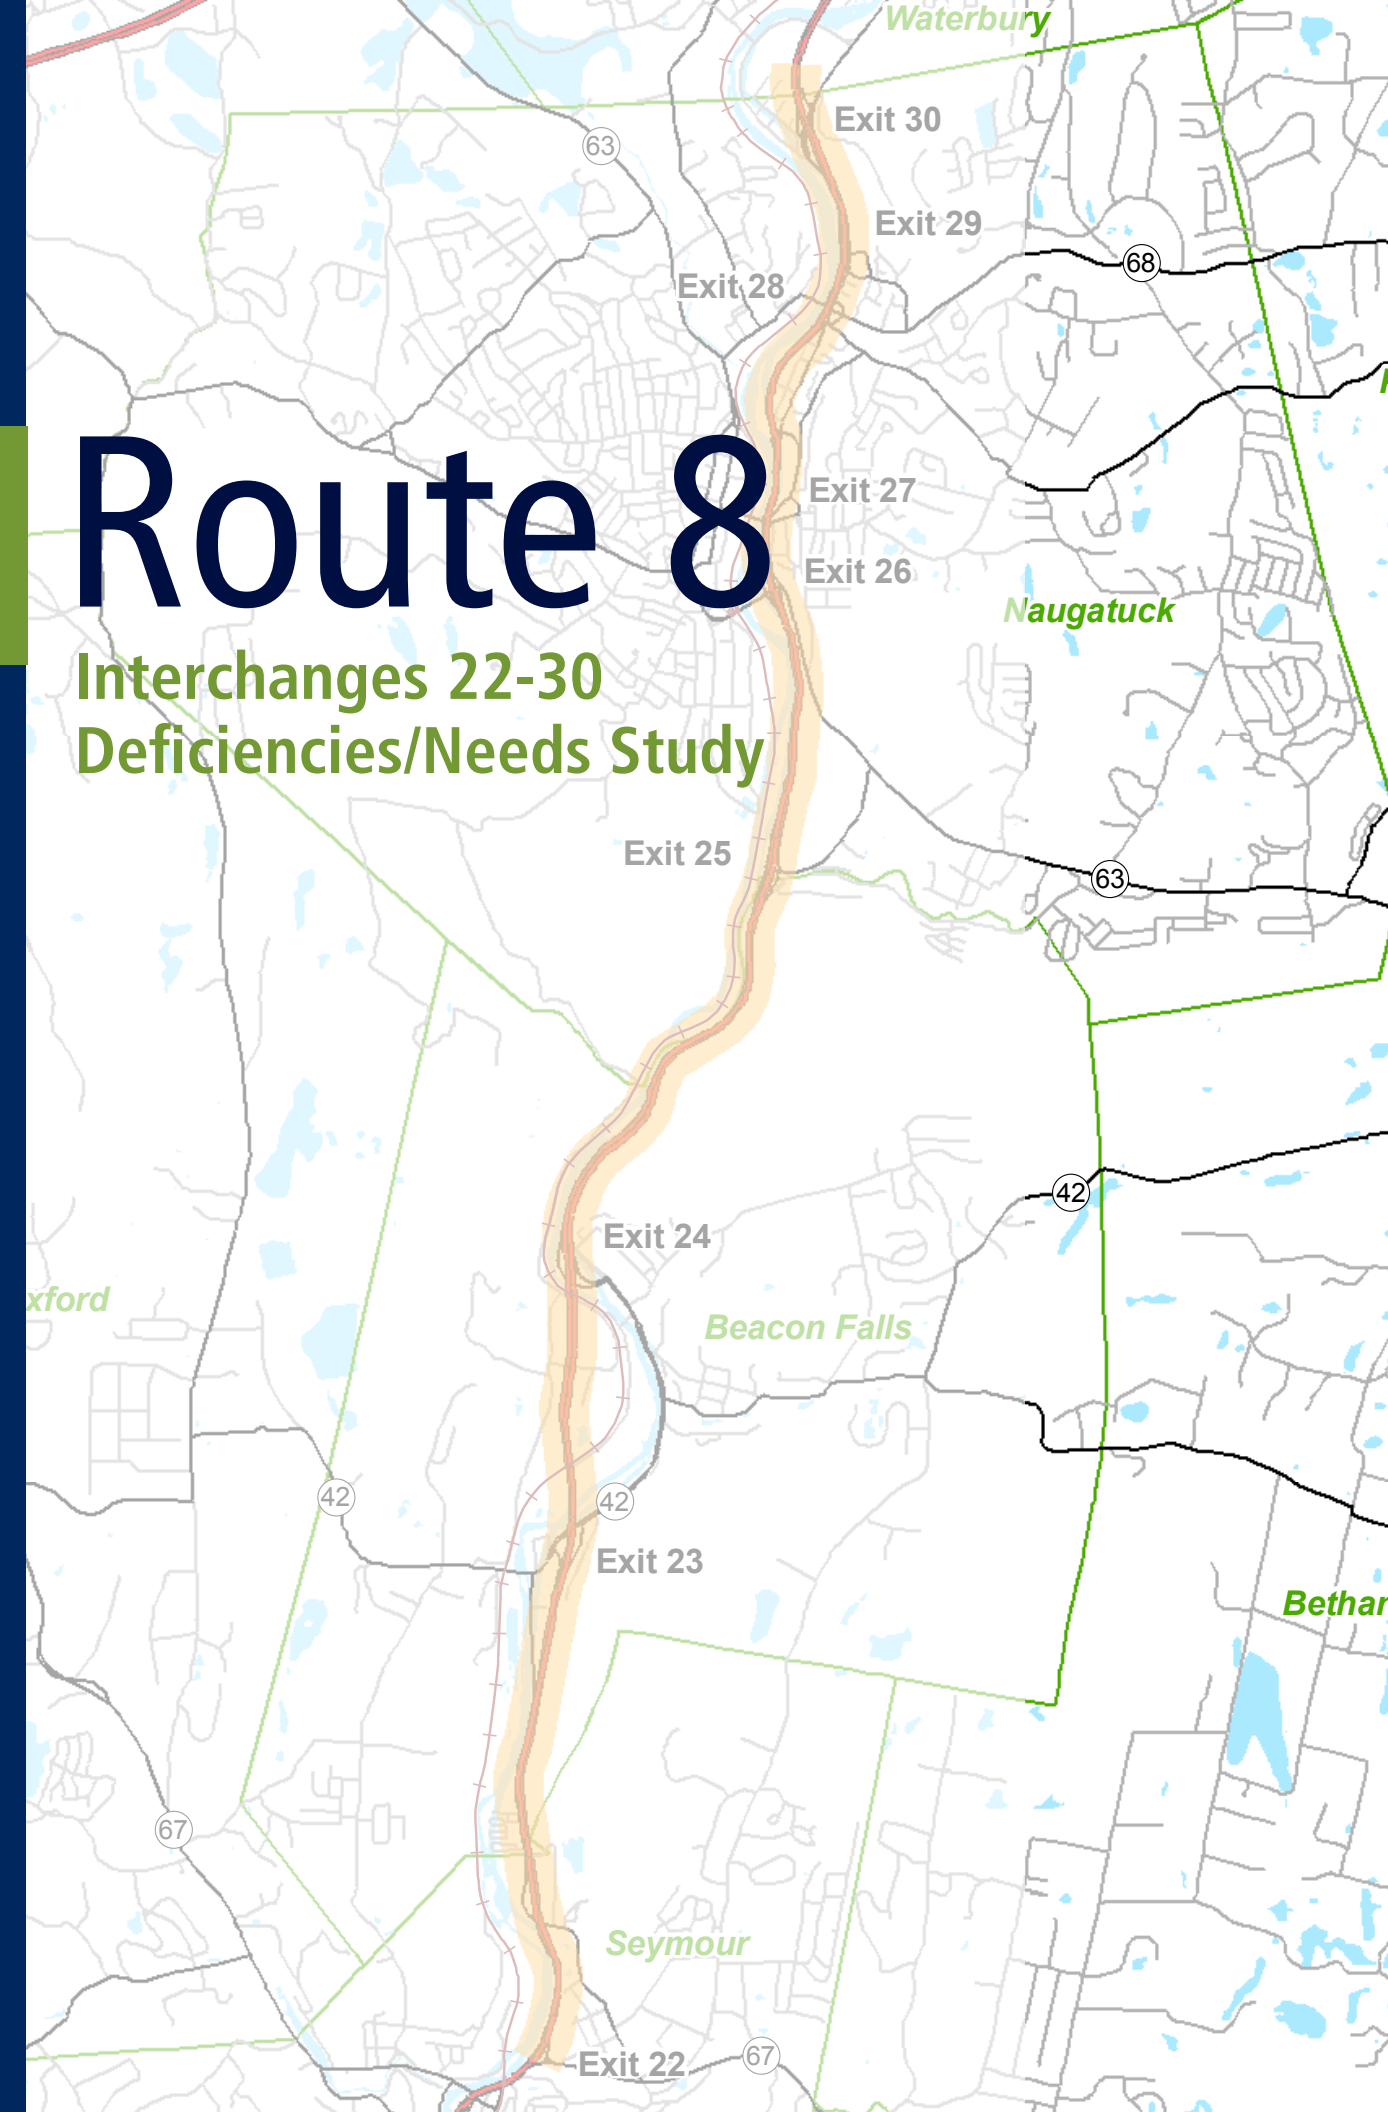 Waterbury
Exit 30
63
Exit 29
68
Exit 28
Route 8
Exit 27
Exit 26
Naugatuck
Interchanges 22-30
Deficiencies/Needs Study
Exit 25
63
42
Exit 24
xford
Beacon Falls
42
42
Exit 23
Bethan
67
Seymour
Exit 22
67